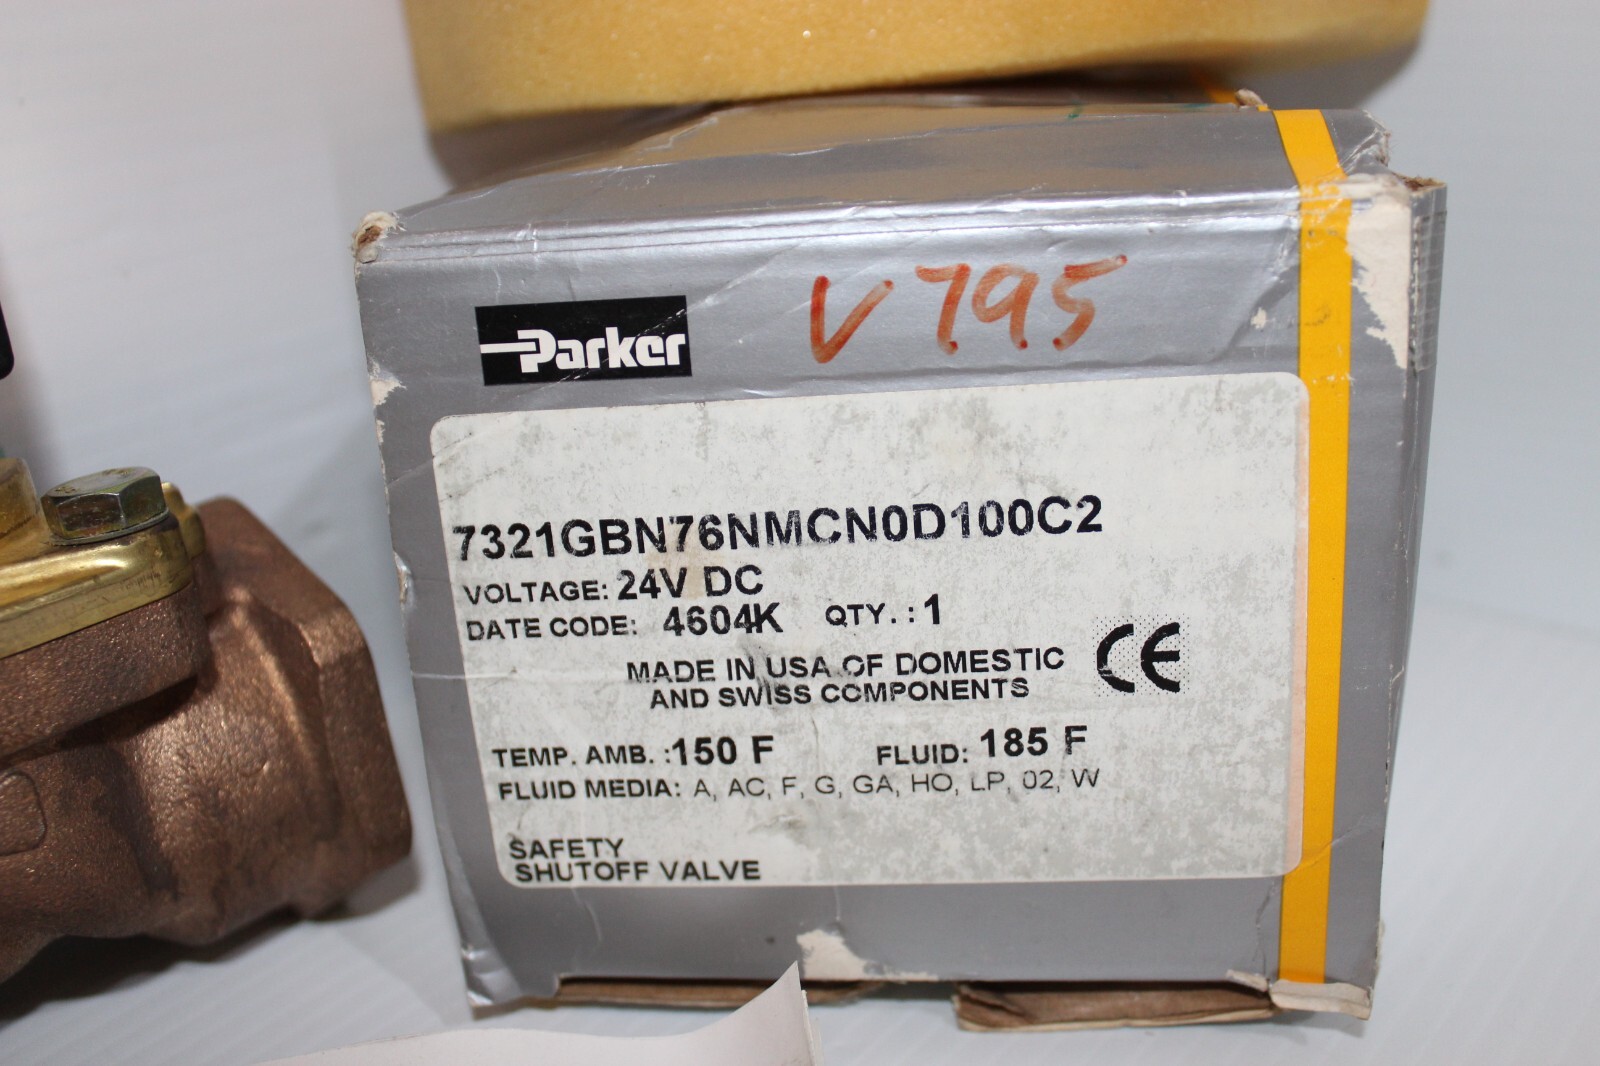 Parker
V795
7321GBN76NMCN0D100C2
VOLTAGE: 24V DC
DATE CODE: 4604K QTY.: 1
MADE IN USA OF DOMESTIC
AND SWISS COMPONENTS
CE
TEMP. AMB.: 150 F FLUID: 185 F
FLUID MEDIA: A, AC, F, G, GA, HO, LP, 02, W
SAFETY
SHUTOFF VALVE